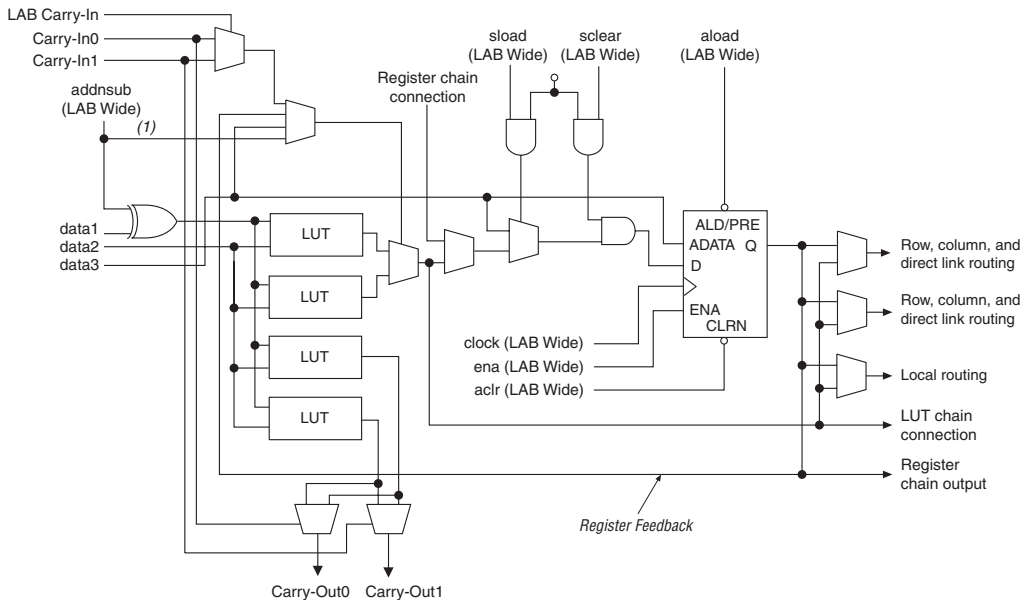 LAB Carry-In
Carry-In0
Carry-In1
addnsub
(LAB Wide)
(1)
Register chain
connection
sload
(LAB Wide)
sclear
(LAB Wide)
aload
(LAB Wide)
data1
data2
data3
LUT
LUT
LUT
LUT
ALD/PRE
ADATA
Q
D
ENA
CLRN
clock (LAB Wide)
ena (LAB Wide)
aclr (LAB Wide)
Row, column, and
direct link routing
Row, column, and
direct link routing
Local routing
LUT chain
connection
Register
chain output
Register Feedback
Carry-Out0
Carry-Out1